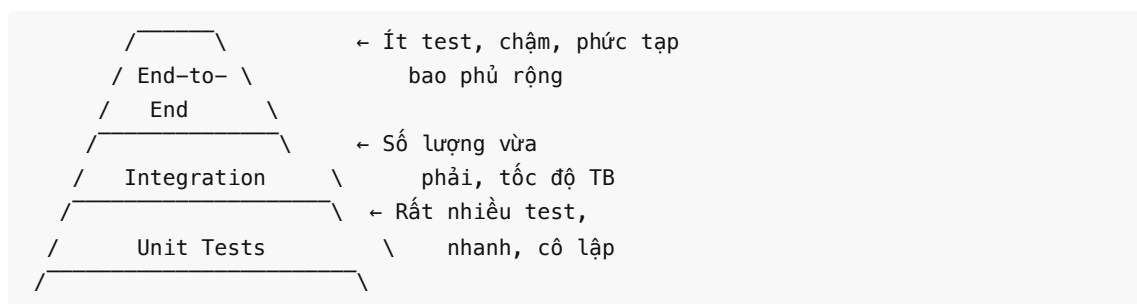 /‾‾‾‾‾‾\ ← Ít test, chậm, phức tạp
/ End-to- \ bao phủ rộng
/ End \
/‾‾‾‾‾‾‾‾‾‾‾‾‾‾\ ← Số lượng vừa
/ Integration \ phải, tốc độ TB
/‾‾‾‾‾‾‾‾‾‾‾‾‾‾‾‾‾‾‾‾\ ← Rất nhiều test,
/ Unit Tests \ nhanh, cô lập
/‾‾‾‾‾‾‾‾‾‾‾‾‾‾‾‾‾‾‾‾‾‾‾‾\